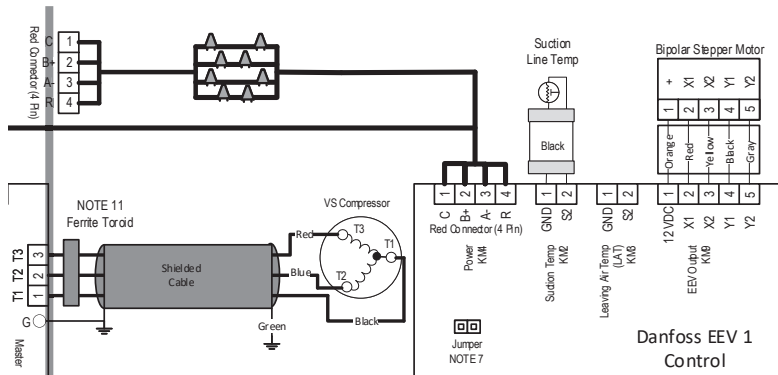 Red Connector (4 Pin)
C 1
B+ 2
A- 3
R 4
Suction
Line Temp
Black
Bipolar Stepper Motor
+ X1 X2 Y1 Y2
1 2 3 4 5
Orange Red Yellow Black Gray
1 2 3 4
C B+ A- R
Red Connector (4 Pin)
Power
KM4
1 2
GND S2
Suction Temp
KM2
1 2
GND S2
Leaving Air Temp
(LAT)
KM3
1 2 3 4 5
12 VDC X1 X2 Y1 Y2
EEV Output
KM9
NOTE 11
Ferrite Toroid
T3 3
T2 2
T1 1
G
Master
Shielded
Cable
Red
Blue
Black
Green
VS Compressor
T3
T1
T2
Jumper
NOTE 7
Danfoss EEV 1
Control